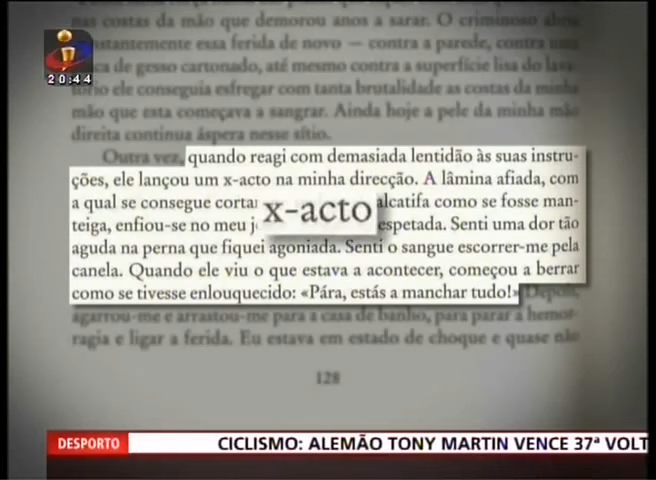 nas costas da mão que demorou anos a sarar. O criminoso abriu
constantemente essa ferida de novo — contra a parede, contra uma
de gesso cartonado, até mesmo contra a superfície lisa do lava-
tório ele conseguia esfregar com tanta brutalidade as costas da minha
mão que esta começava a sangrar. Ainda hoje a pele da minha mão
direita continua áspera nesse sítio.
20:44
Outra vez, quando reagi com demasiada lentidão às suas instru-
ções, ele lançou um x-acto na minha direcção. A lâmina afiada, com
a qual se consegue cortar alcatifa como se fosse man-
x-acto
teiga, enfiou-se no meu j espetada. Senti uma dor tão
aguda na perna que fiquei agoniada. Senti o sangue escorrer-me pela
canela. Quando ele viu o que estava a acontecer, começou a berrar
como se tivesse enlouquecido: «Pára, estás a manchar tudo!» Depois,
agarrou-me e arrastou-me para a casa de banho, para parar a hemor-
ragia e ligar a ferida. Eu estava em estado de choque e quase não
128
DESPORTO CICLISMO: ALEMÃO TONY MARTIN VENCE 37ª VOLT